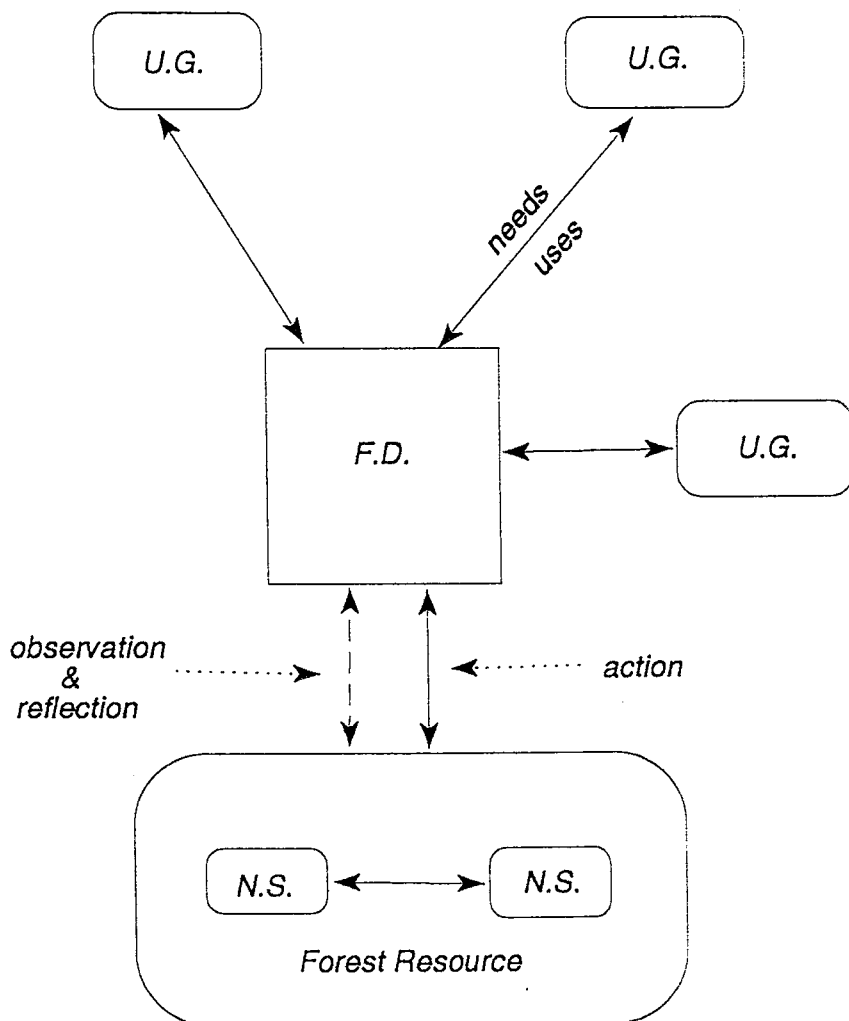 U.G.
U.G.
needs
uses
F.D.
U.G.
observation
&
reflection
action
N.S.
N.S.
Forest Resource